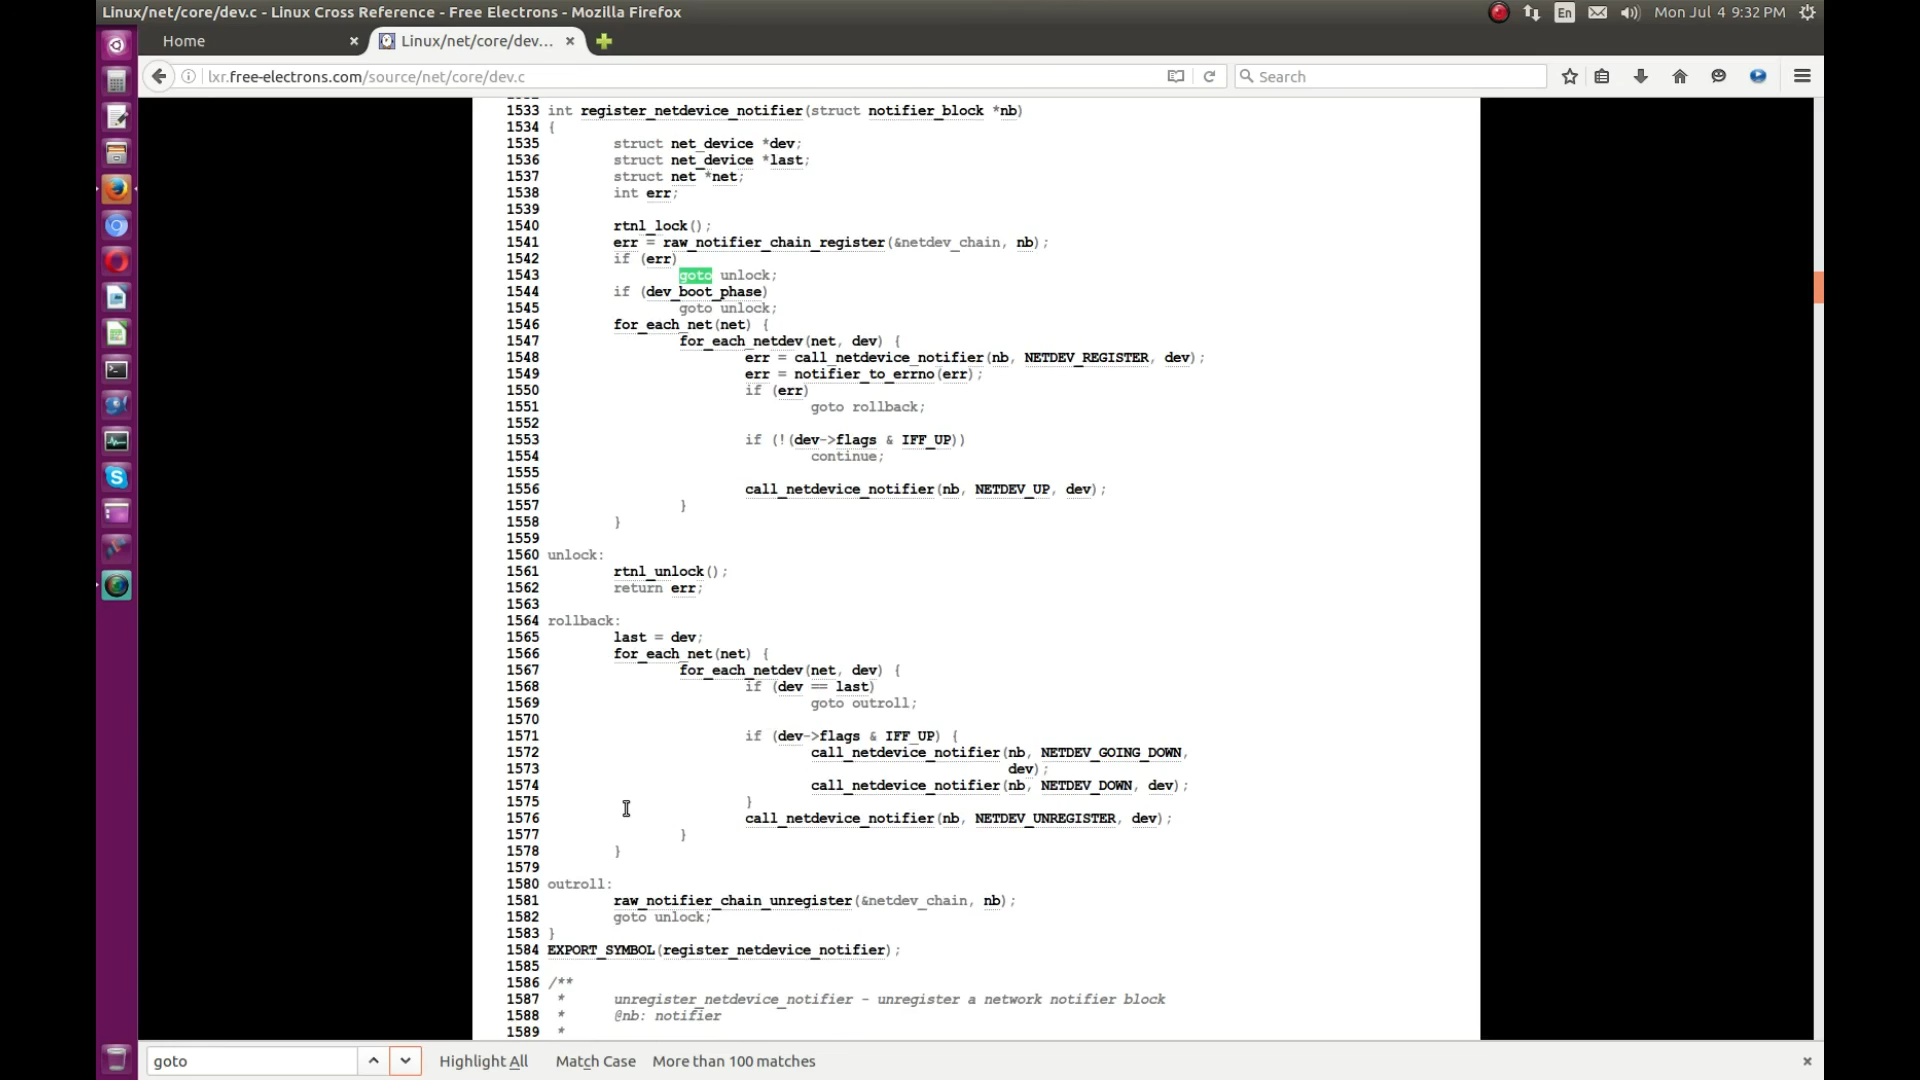 Linux/net/core/dev.c - Linux Cross Reference - Free Electrons - Mozilla Firefox
En
Mon Jul 4 9:32 PM
Home
Linux/net/core/dev...
lxr.free-electrons.com/source/net/core/dev.c
Search
1533 int register_netdevice_notifier(struct notifier_block *nb)
1534 {
1535         struct net_device *dev;
1536         struct net_device *last;
1537         struct net *net;
1538         int err;
1539
1540         rtnl_lock();
1541         err = raw_notifier_chain_register(&netdev_chain, nb);
1542         if (err)
1543                 goto unlock;
1544         if (dev_boot_phase)
1545                 goto unlock;
1546         for_each_net(net) {
1547                 for_each_netdev(net, dev) {
1548                         err = call_netdevice_notifier(nb, NETDEV_REGISTER, dev);
1549                         err = notifier_to_errno(err);
1550                         if (err)
1551                                 goto rollback;
1552
1553                         if (!(dev->flags & IFF_UP))
1554                                 continue;
1555
1556                         call_netdevice_notifier(nb, NETDEV_UP, dev);
1557                 }
1558         }
1559
1560 unlock:
1561         rtnl_unlock();
1562         return err;
1563
1564 rollback:
1565         last = dev;
1566         for_each_net(net) {
1567                 for_each_netdev(net, dev) {
1568                         if (dev == last)
1569                                 goto outroll;
1570
1571                         if (dev->flags & IFF_UP) {
1572                                 call_netdevice_notifier(nb, NETDEV_GOING_DOWN,
1573                                                         dev);
1574                                 call_netdevice_notifier(nb, NETDEV_DOWN, dev);
1575                         }
1576                         call_netdevice_notifier(nb, NETDEV_UNREGISTER, dev);
1577                 }
1578         }
1579
1580 outroll:
1581         raw_notifier_chain_unregister(&netdev_chain, nb);
1582         goto unlock;
1583 }
1584 EXPORT_SYMBOL(register_netdevice_notifier);
1585
1586 /**
1587  *      unregister_netdevice_notifier - unregister a network notifier block
1588  *      @nb: notifier
1589  *
goto
Highlight All
Match Case
More than 100 matches